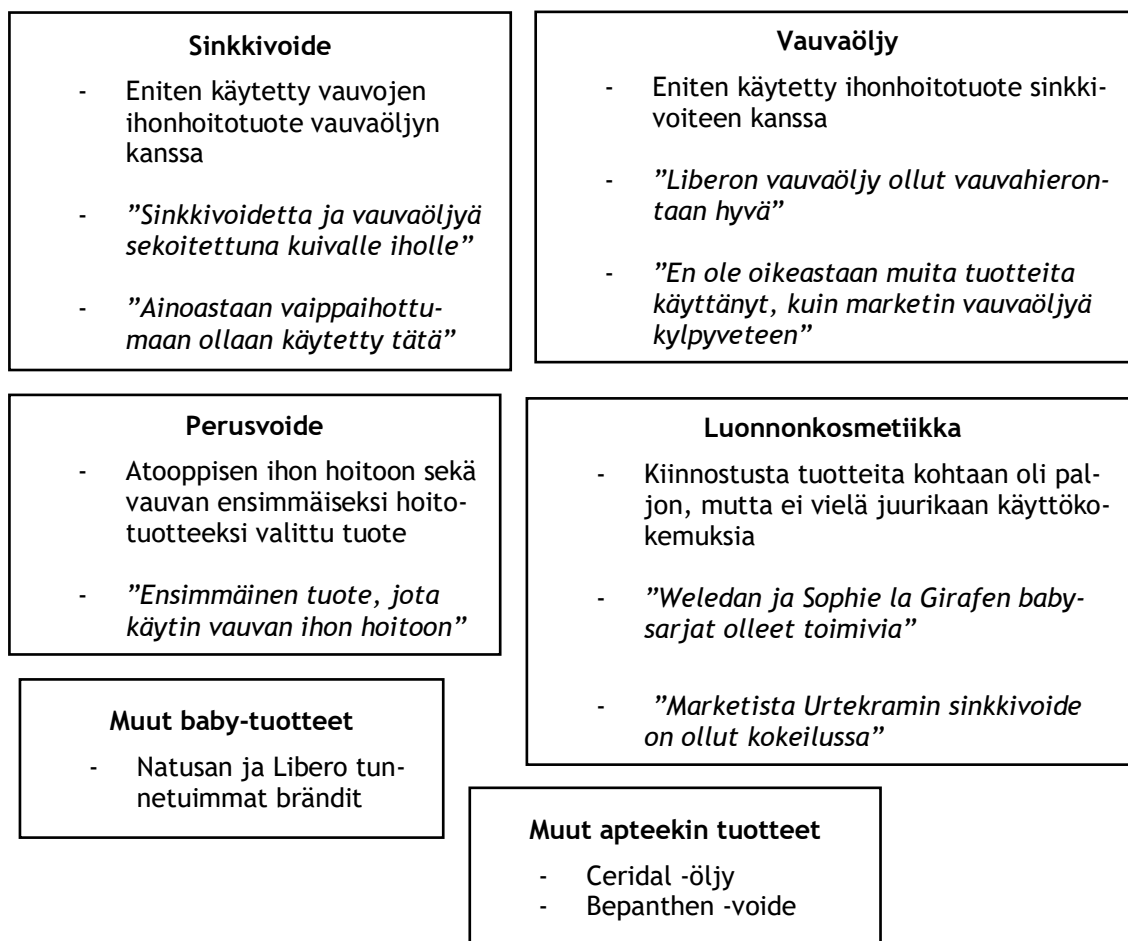 Sinkkivoide
- Eniten käytetty vauvojen
ihonhoitotuote vauvaöljyn
kanssa
- ”Sinkkivoidetta ja vauvaöljyä
sekoitettuna kuivalle iholle”
- ”Ainoastaan vaippaihottu-
maan ollaan käytetty tätä”
Vauvaöljy
- Eniten käytetty ihonhoitotuote sinkki-
voiteen kanssa
- ”Liberon vauvaöljy ollut vauvahieron-
taan hyvä”
- ”En ole oikeastaan muita tuotteita
käyttänyt, kuin marketin vauvaöljyä
kylpyveteen”
Perusvoide
- Atooppisen ihon hoitoon sekä
vauvan ensimmäiseksi hoito-
tuotteeksi valittu tuote
- ”Ensimmäinen tuote, jota
käytin vauvan ihon hoitoon”
Luonnonkosmetiikka
- Kiinnostusta tuotteita kohtaan oli pal-
jon, mutta ei vielä juurikaan käyttöko-
kemuksia
- ”Weledan ja Sophie la Girafen baby-
sarjat olleet toimivia”
- ”Marketista Urtekramin sinkkivoide
on ollut kokeilussa”
Muut baby-tuotteet
- Natusan ja Libero tun-
netuimmat brändit
Muut apteekin tuotteet
- Ceridal -öljy
- Bepanthen -voide